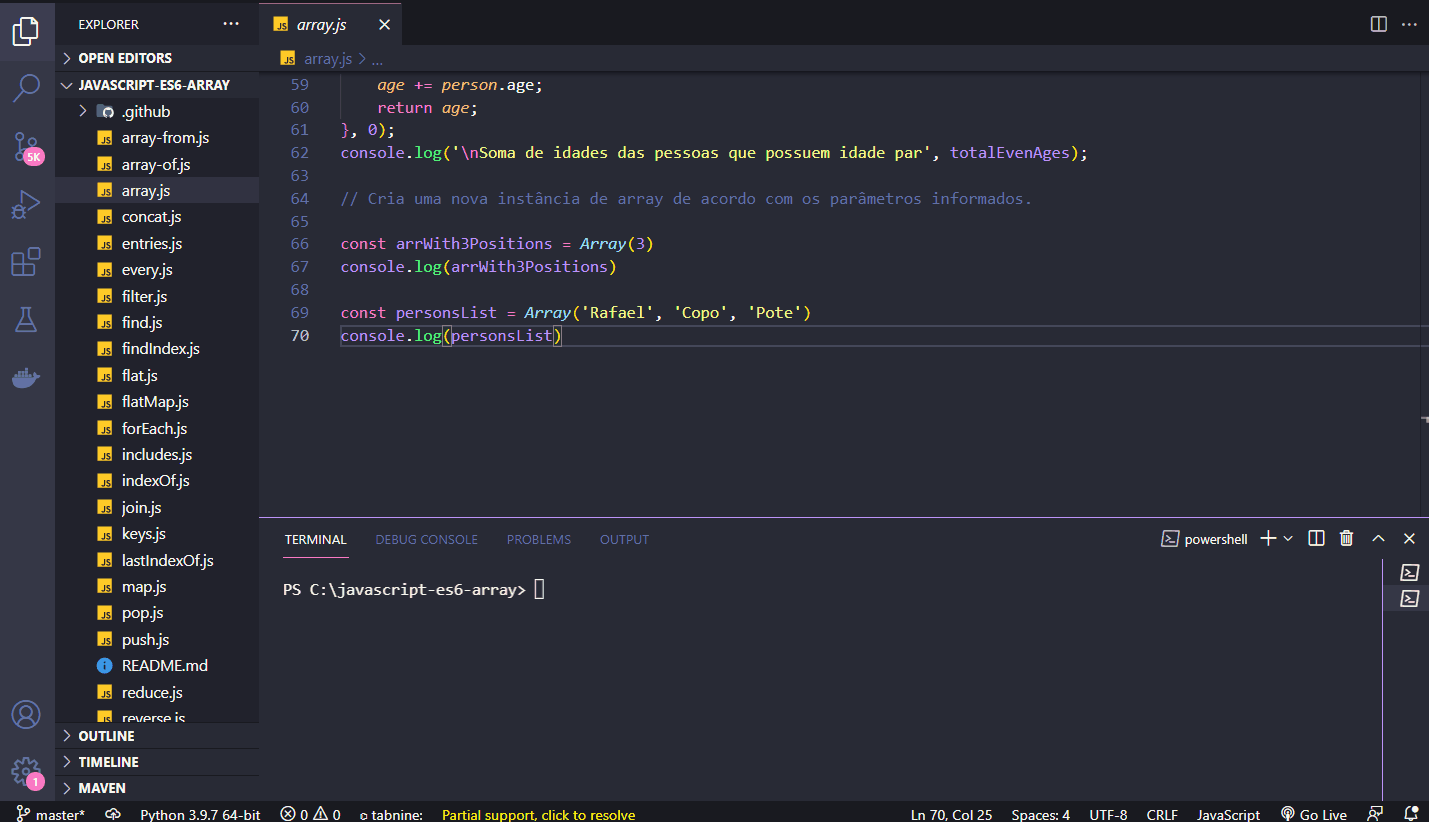 EXPLORER
OPEN EDITORS
JAVASCRIPT-ES6-ARRAY
.github
array-from.js
array-of.js
array.js
concat.js
entries.js
every.js
filter.js
find.js
findIndex.js
flat.js
flatMap.js
forEach.js
includes.js
indexOf.js
join.js
keys.js
lastIndexOf.js
map.js
pop.js
push.js
README.md
reduce.js
reverse.js
OUTLINE
TIMELINE
MAVEN
5K
1
JS array.js
JS array.js > ...
59 age += person.age;
60 return age;
61 }, 0);
62 console.log('\nSoma de idades das pessoas que possuem idade par', totalEvenAges);
63
64 // Cria uma nova instância de array de acordo com os parâmetros informados.
65
66 const arrWith3Positions = Array(3)
67 console.log(arrWith3Positions)
68
69 const personsList = Array('Rafael', 'Copo', 'Pote')
70 console.log(personsList)
TERMINAL DEBUG CONSOLE PROBLEMS OUTPUT powershell
PS C:\javascript-es6-array>
master* Python 3.9.7 64-bit 0 0 tabnine: Partial support, click to resolve Ln 70, Col 25 Spaces: 4 UTF-8 CRLF JavaScript Go Live